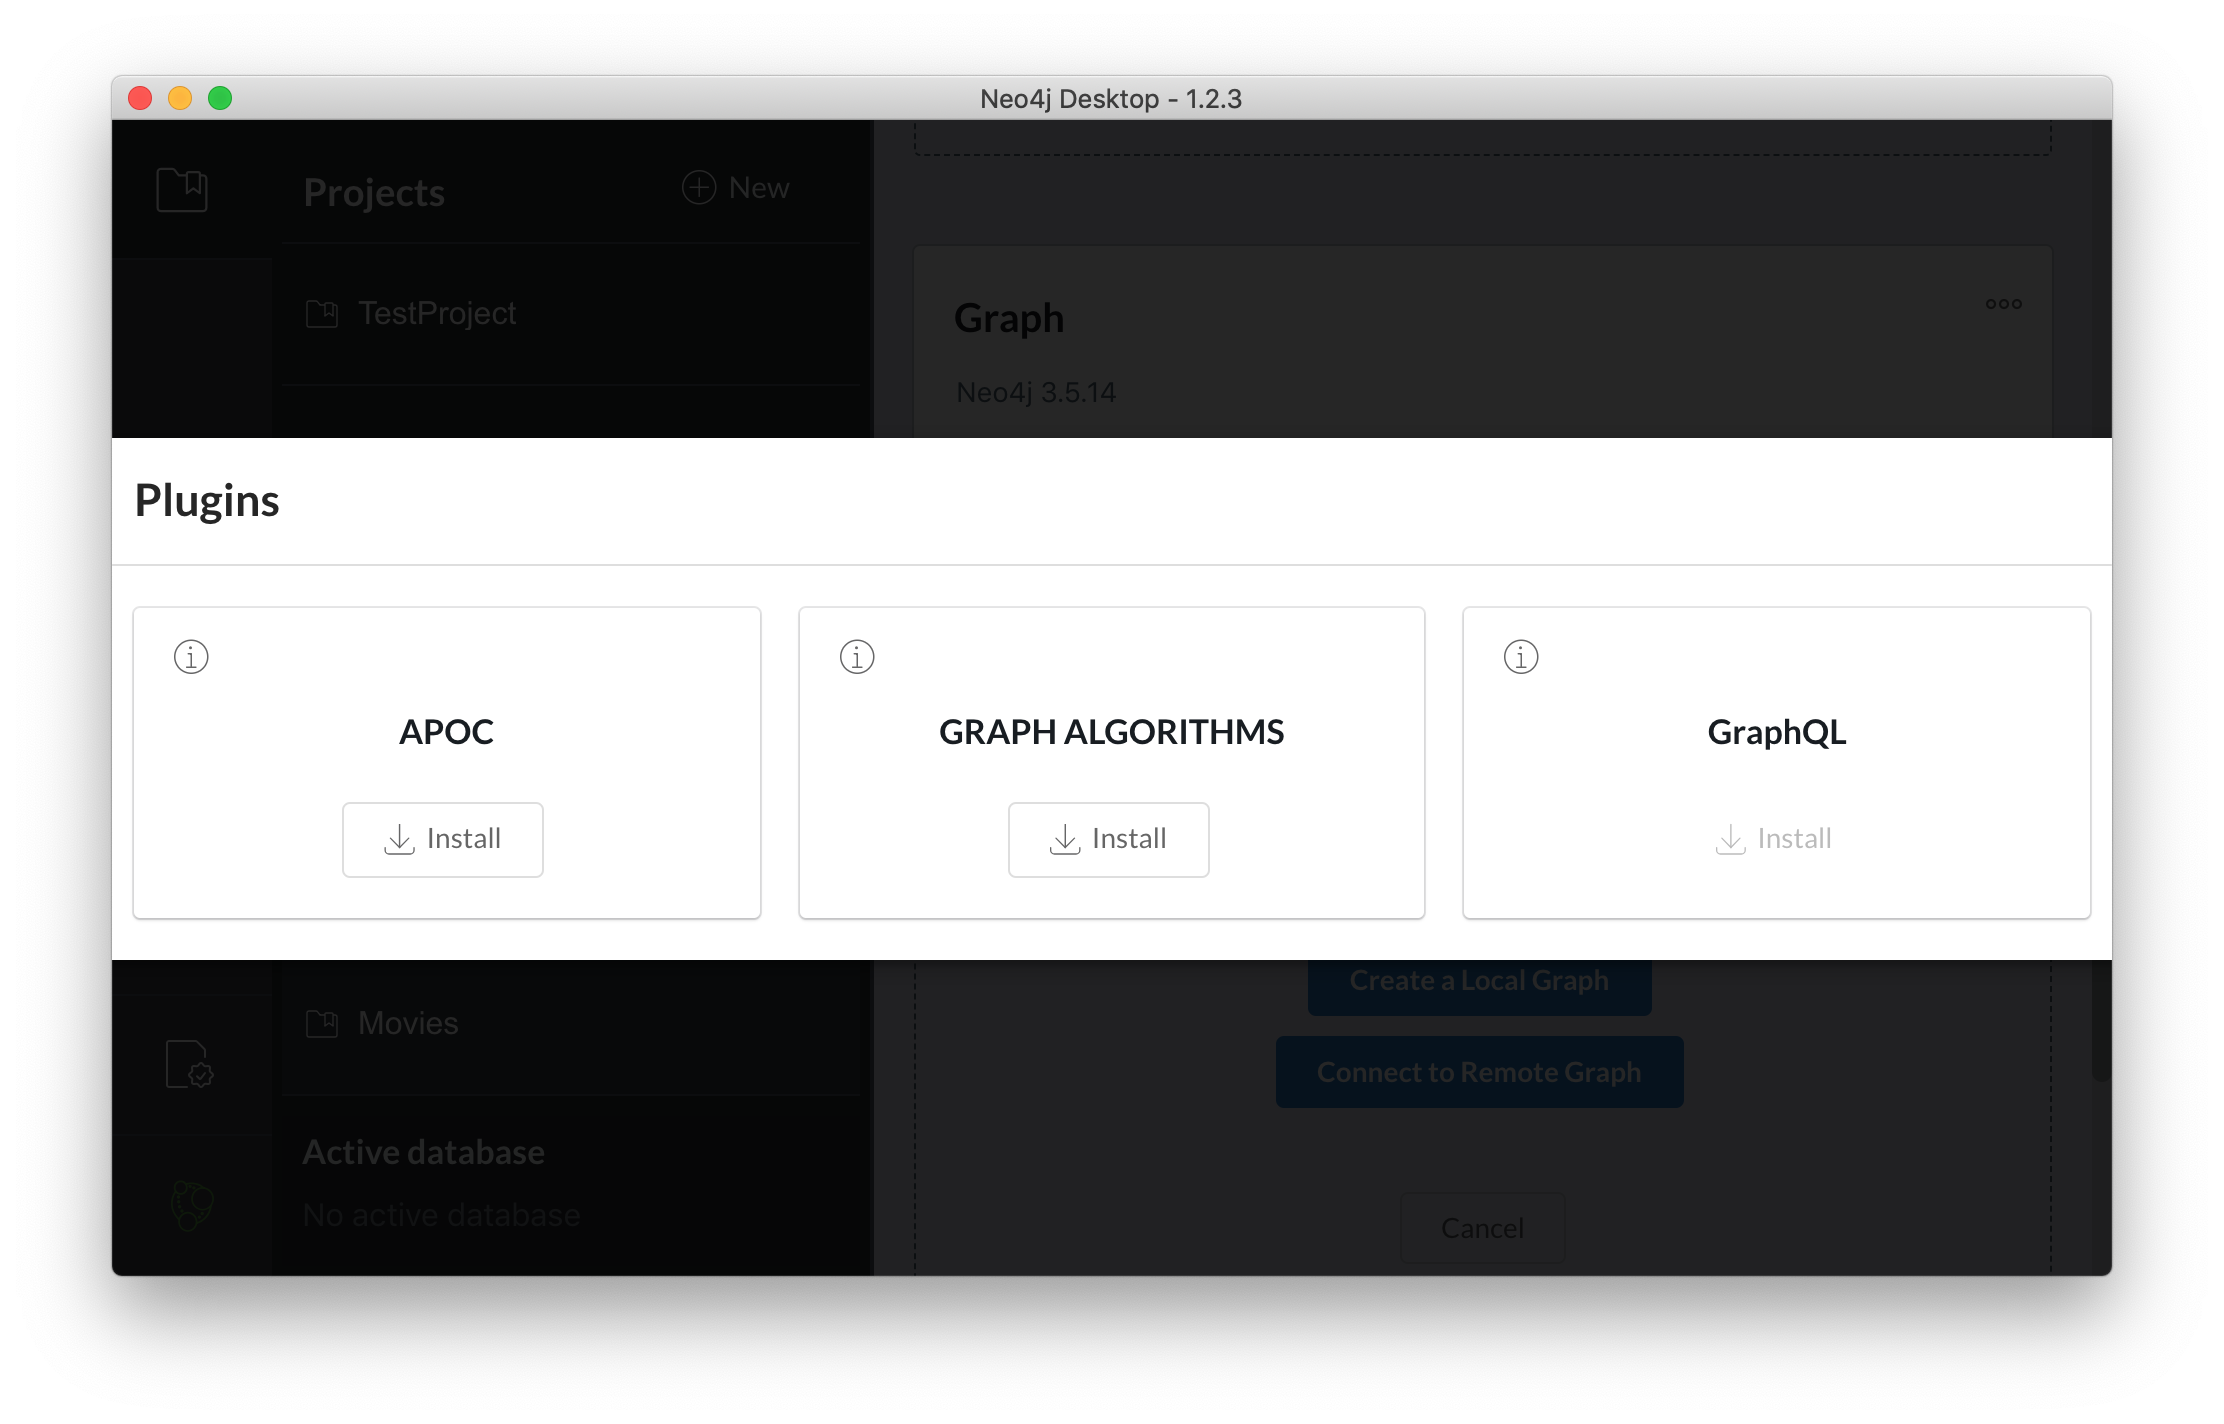 Neo4j Desktop - 1.2.3
Projects
New
TestProject
Graph
Neo4j 3.5.14
Plugins
APOC
Install
GRAPH ALGORITHMS
Install
GraphQL
Install
Movies
Active database
No active database
Create a Local Graph
Connect to Remote Graph
Cancel